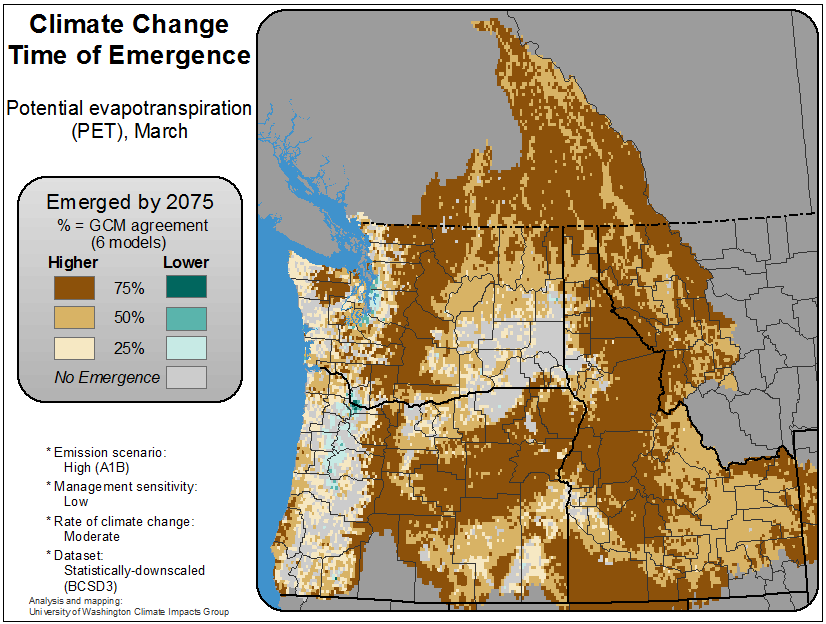 Climate Change
Time of Emergence
Potential evapotranspiration
(PET), March
Emerged by 2075
% = GCM agreement
(6 models)
Higher Lower
75%
50%
25%
No Emergence
* Emission scenario:
High (A1B)
* Management sensitivity:
Low
* Rate of climate change:
Moderate
* Dataset:
Statistically-downscaled
(BCSD3)
Analysis and mapping:
University of Washington Climate Impacts Group